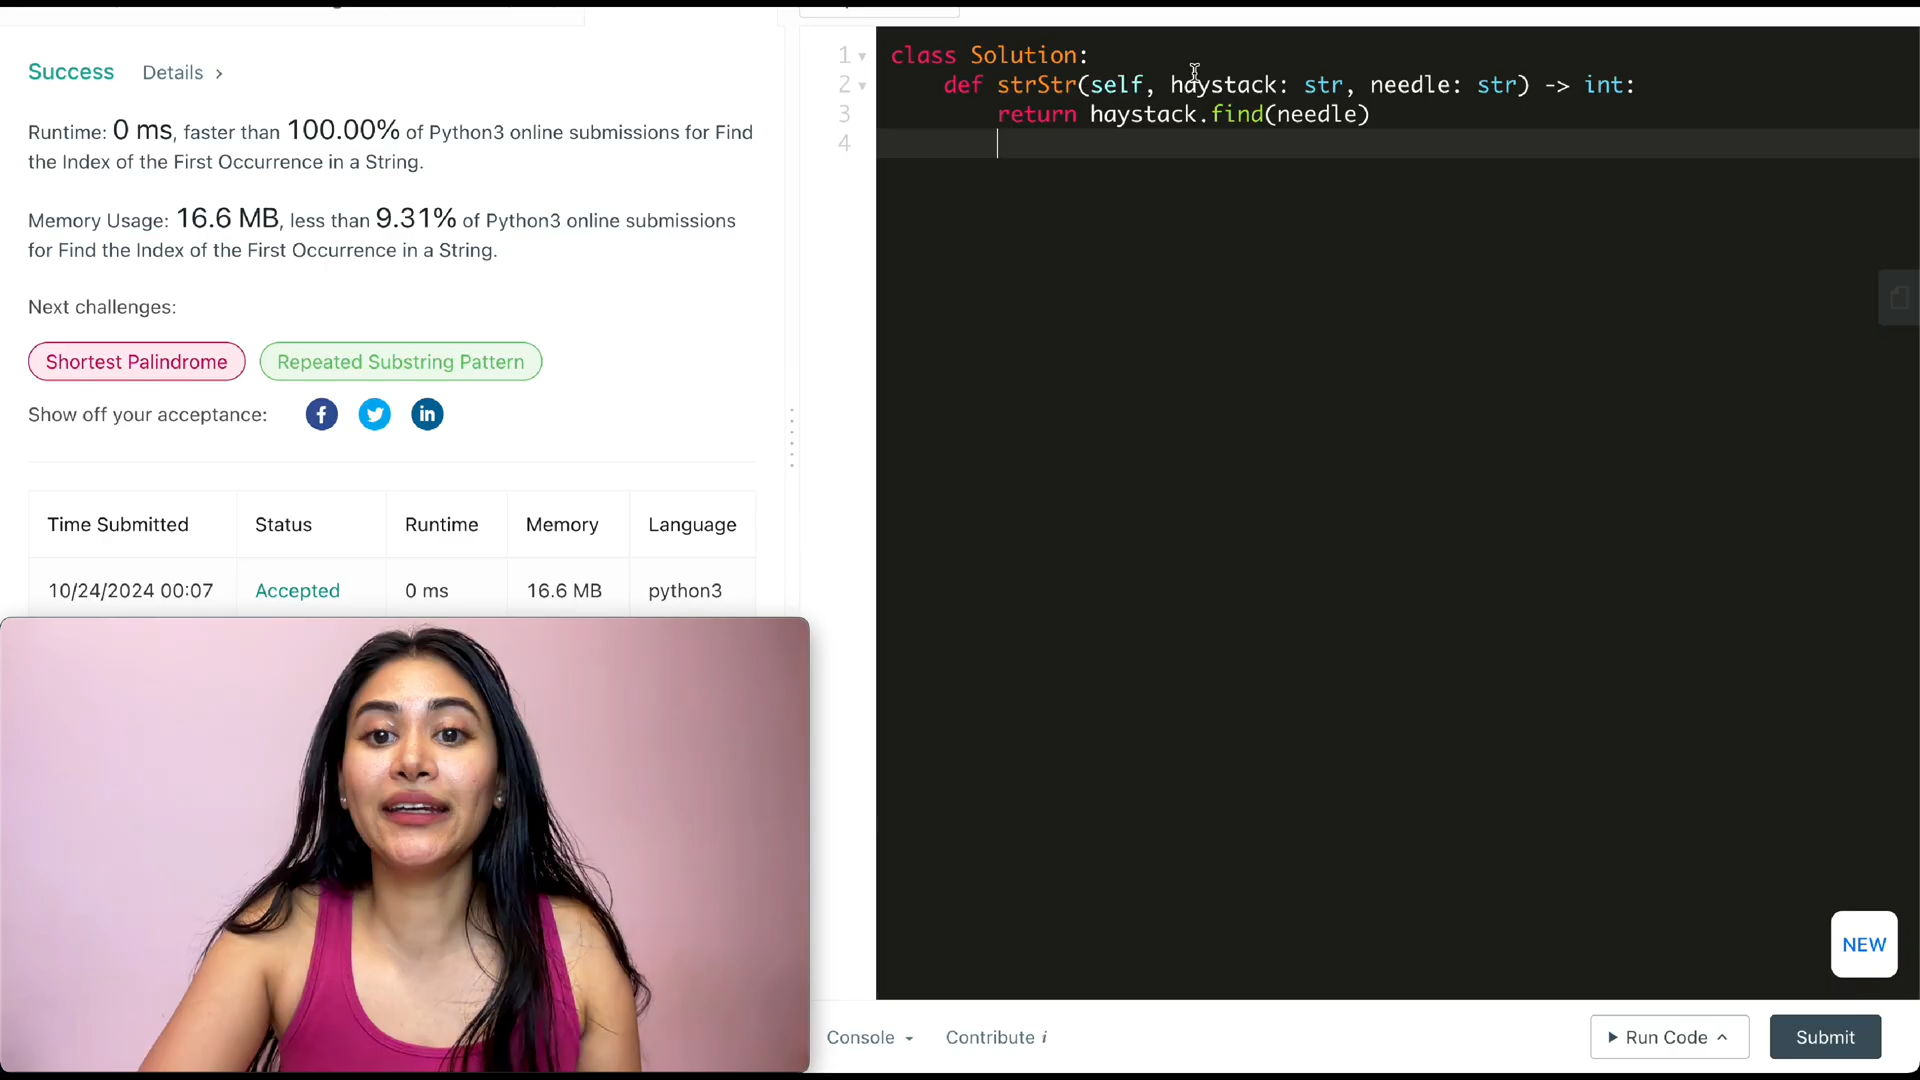 Success Details >
Runtime: 0 ms, faster than 100.00% of Python3 online submissions for Find
the Index of the First Occurrence in a String.
Memory Usage: 16.6 MB, less than 9.31% of Python3 online submissions
for Find the Index of the First Occurrence in a String.
Next challenges:
Shortest Palindrome Repeated Substring Pattern
Show off your acceptance: f in
Time Submitted Status Runtime Memory Language
10/24/2024 00:07 Accepted 0 ms 16.6 MB python3
1 class Solution:
2 def strStr(self, haystack: str, needle: str) -> int:
3 return haystack.find(needle)
4
NEW
Console Contribute i
Run Code Submit